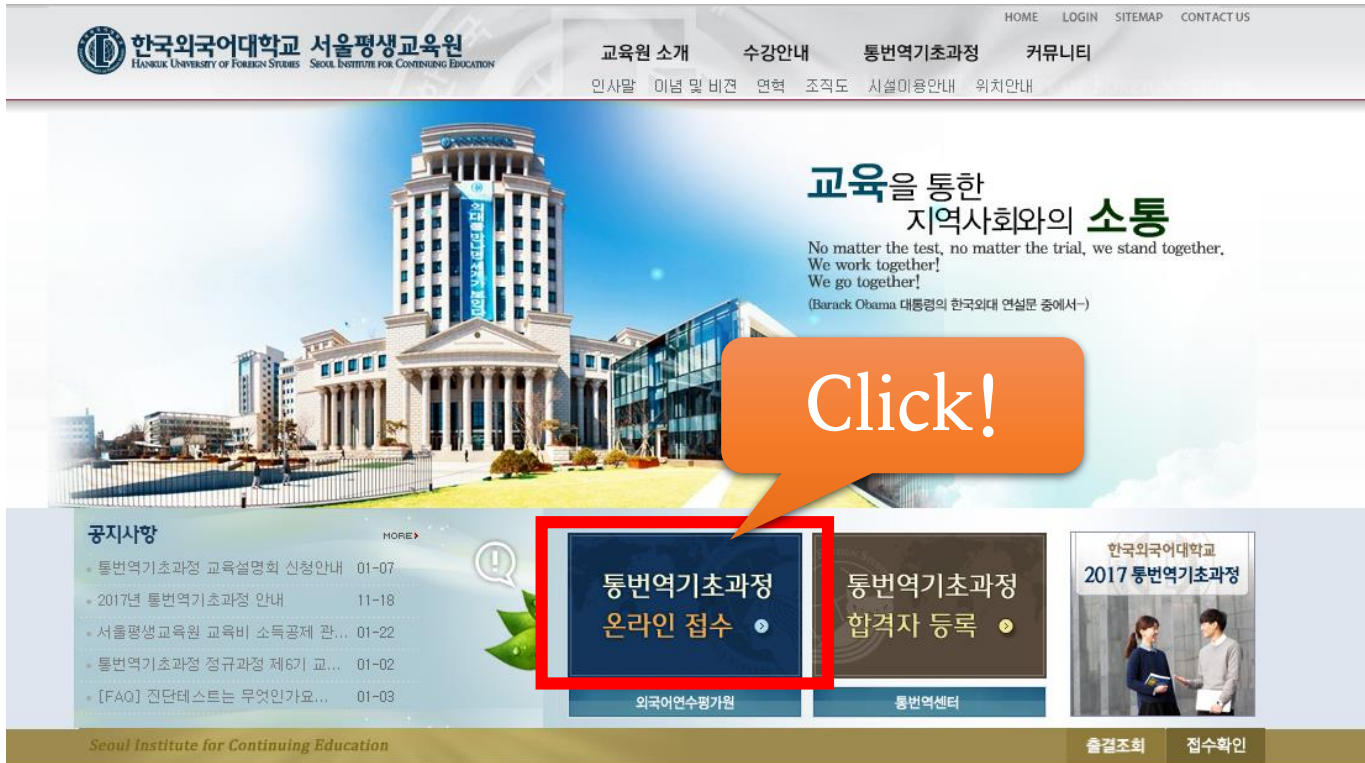 HOME LOGIN SITEMAP CONTACT US
한국외국어대학교 서울평생교육원
HANKUK UNIVERSITY OF FOREIGN STUDIES SEOUL INSTITUTE FOR CONTINUING EDUCATION
교육원 소개 수강안내 통번역기초과정 커뮤니티
인사말 이념 및 비젼 연혁 조직도 시설이용안내 위치안내
외대를 만나면 세계가 보인다
교육을 통한
지역사회와의 소통
No matter the test, no matter the trial, we stand together.
We work together!
We go together!
(Barack Obama 대통령의 한국외대 연설문 중에서-)
Click!
공지사항 MORE
통번역기초과정 교육설명회 신청안내 01-07
2017년 통번역기초과정 안내 11-18
서울평생교육원 교육비 소득공제 관... 01-22
통번역기초과정 정규과정 제6기 교... 01-02
[FAQ] 진단테스트는 무엇인가요... 01-03
통번역기초과정
온라인 접수
통번역기초과정
합격자 등록
외국어연수평가원
통번역센터
한국외국어대학교
2017 통번역기초과정
Seoul Institute for Continuing Education
출결조회 접수확인